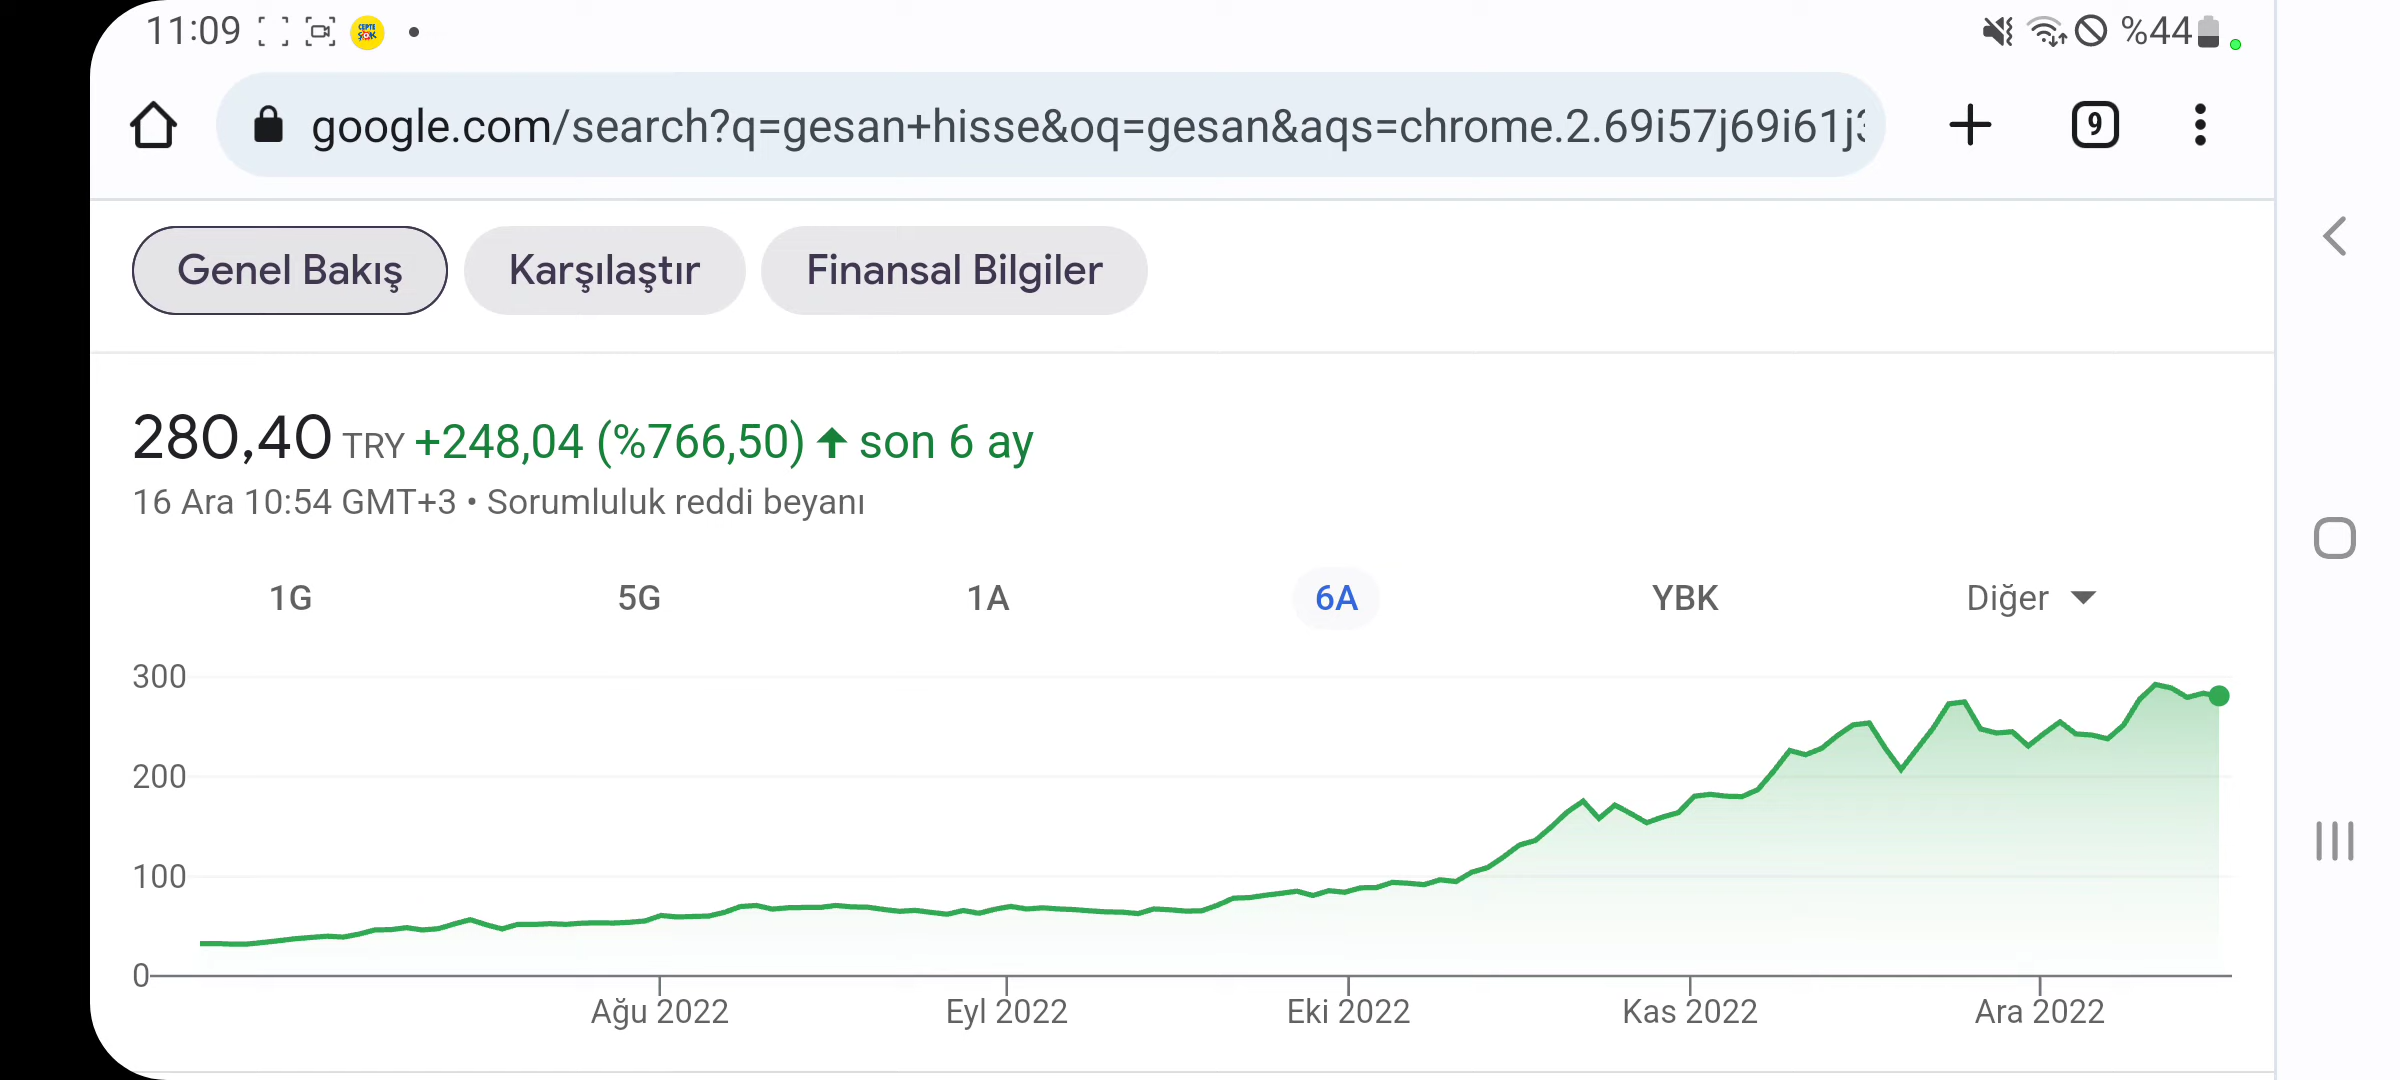 11:09 CEPTE ŞOK %44
google.com/search?q=gesan+hisse&oq=gesan&aqs=chrome.2.69i57j69i61j3 9
Genel Bakış Karşılaştır Finansal Bilgiler
280,40 TRY +248,04 (%766,50) son 6 ay
16 Ara 10:54 GMT+3 • Sorumluluk reddi beyanı
1G 5G 1A 6A YBK Diğer
300
200
100
0
Ağu 2022 Eyl 2022 Eki 2022 Kas 2022 Ara 2022